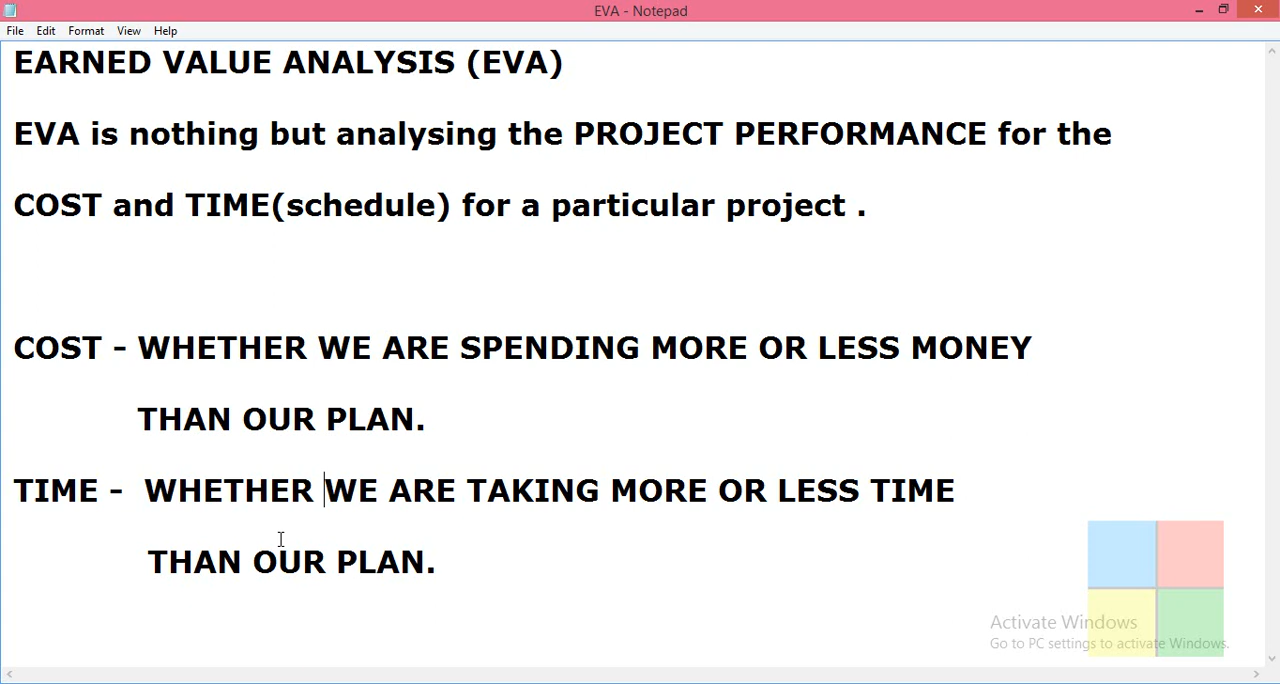 EVA - Notepad
File Edit Format View Help
EARNED VALUE ANALYSIS (EVA)
EVA is nothing but analysing the PROJECT PERFORMANCE for the
COST and TIME(schedule) for a particular project .
COST - WHETHER WE ARE SPENDING MORE OR LESS MONEY
THAN OUR PLAN.
TIME - WHETHER WE ARE TAKING MORE OR LESS TIME
THAN OUR PLAN.
Activate Windows
Go to PC settings to activate Windows.